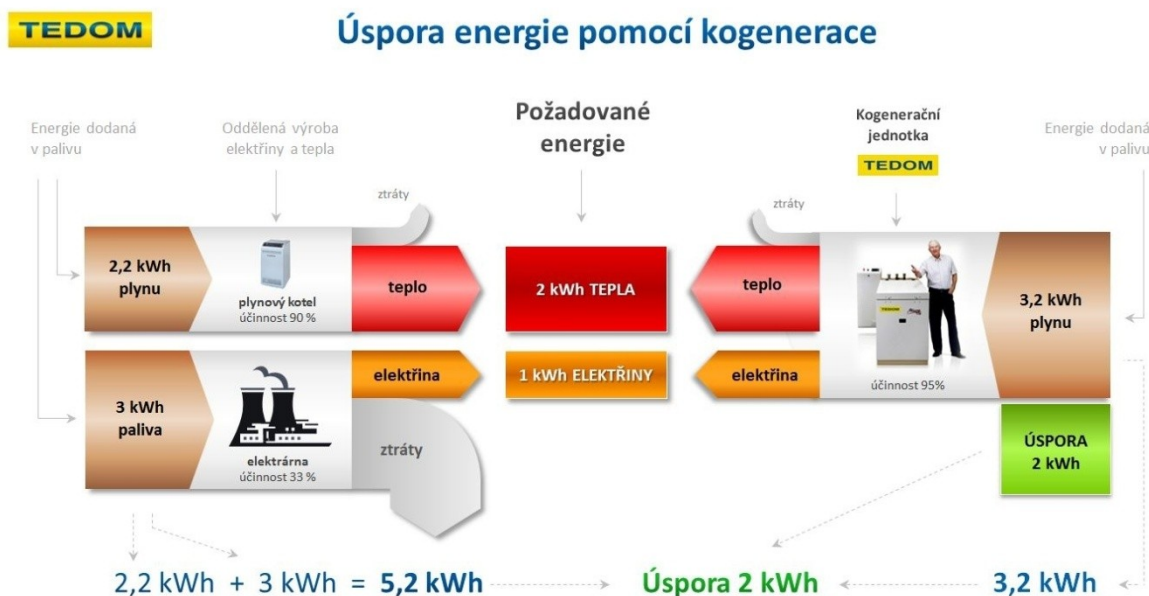 TEDOM
Úspora energie pomocí kogenerace
Energie dodaná
v palivu
Oddělená výroba
elektřiny a tepla
Požadované
energie
Kogenerační
jednotka
TEDOM
Energie dodaná
v palivu
ztráty
ztráty
2,2 kWh
plynu
plynový kotel
účinnost 90 %
teplo
2 kWh TEPLA
teplo
TEDOM
účinnost 95%
3,2 kWh
plynu
3 kWh
paliva
elektrárna
účinnost 33 %
elektřina
1 kWh ELEKTŘINY
elektřina
ztráty
ÚSPORA
2 kWh
2,2 kWh + 3 kWh = 5,2 kWh
Úspora 2 kWh
3,2 kWh